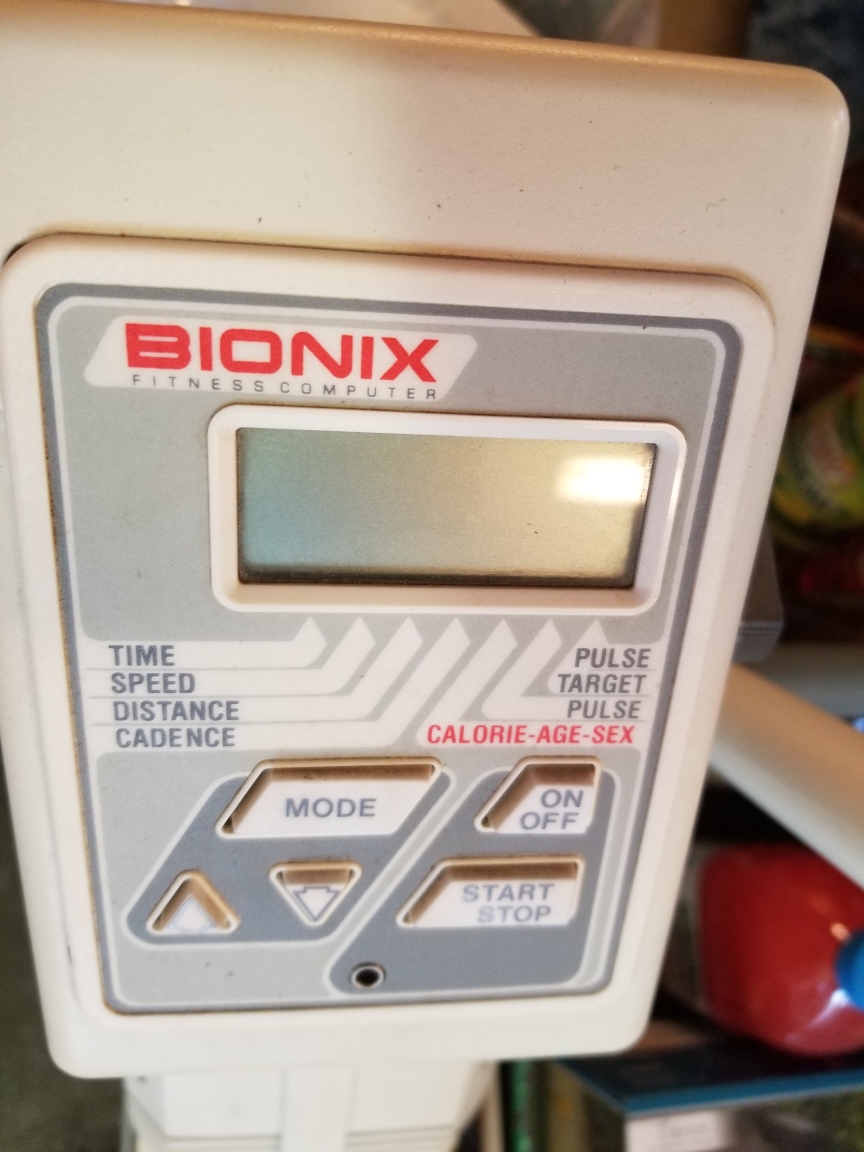 BIONIX
FITNESS COMPUTER
TIME
SPEED
DISTANCE
CADENCE
PULSE
TARGET
PULSE
CALORIE-AGE-SEX
MODE
ON
OFF
START
STOP